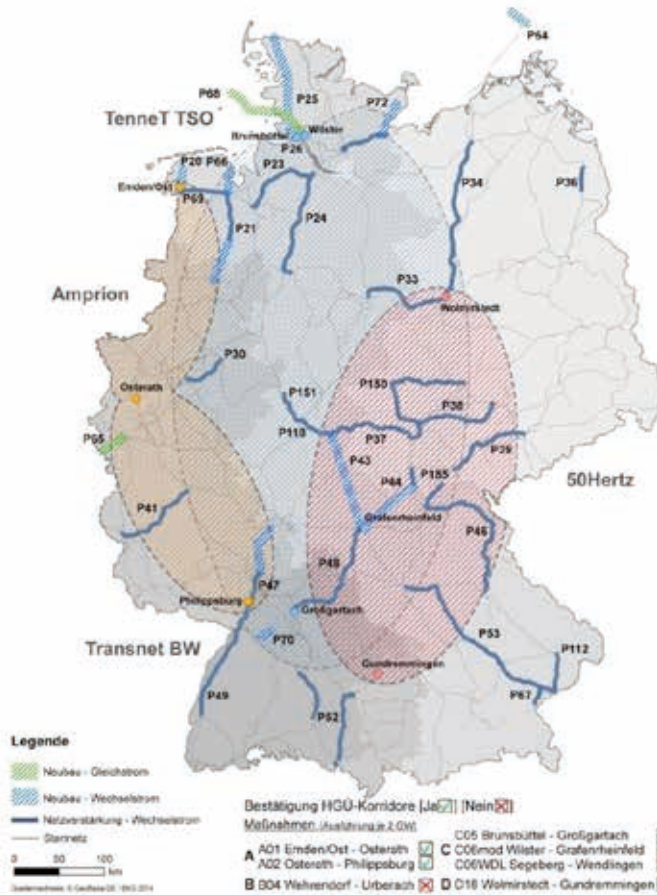 P64
P68
P25
P72
TenneT TSO
Brunsbüttel
Wilster
P26
P20
P66
P23
P34
P36
Emden/Ost
P69
P21
P24
Amprion
P33
Wolmirstedt
P30
Osterath
P151
P150
P38
P110
P37
P65
P43
P44
P185
P39
50Hertz
P41
Grafenrheinfeld
P46
P48
P47
Philippsburg
Großgartach
P53
P112
Transnet BW
P70
Gundremmingen
P49
P52
P67
Legende
Neubau - Gleichstrom
Neubau - Wechselstrom
Netzverstärkung - Wechselstrom
Startnetz
0 50 100
km
Bestätigung HGÜ-Korridore [Ja☑] [Nein☒]
Maßnahmen (Ausführung je 2 GW)
A A01 Emden/Ost - Osterath ☑
A02 Osterath - Philippsburg ☑
B B04 Wehrendorf - Urberach ☒
C05 Brunsbüttel - Großgartach
C C06mod Wilster - Grafenrheinfeld
C06WDL Segeberg - Wendlingen
D D18 Wolmirstedt - Gundremmingen